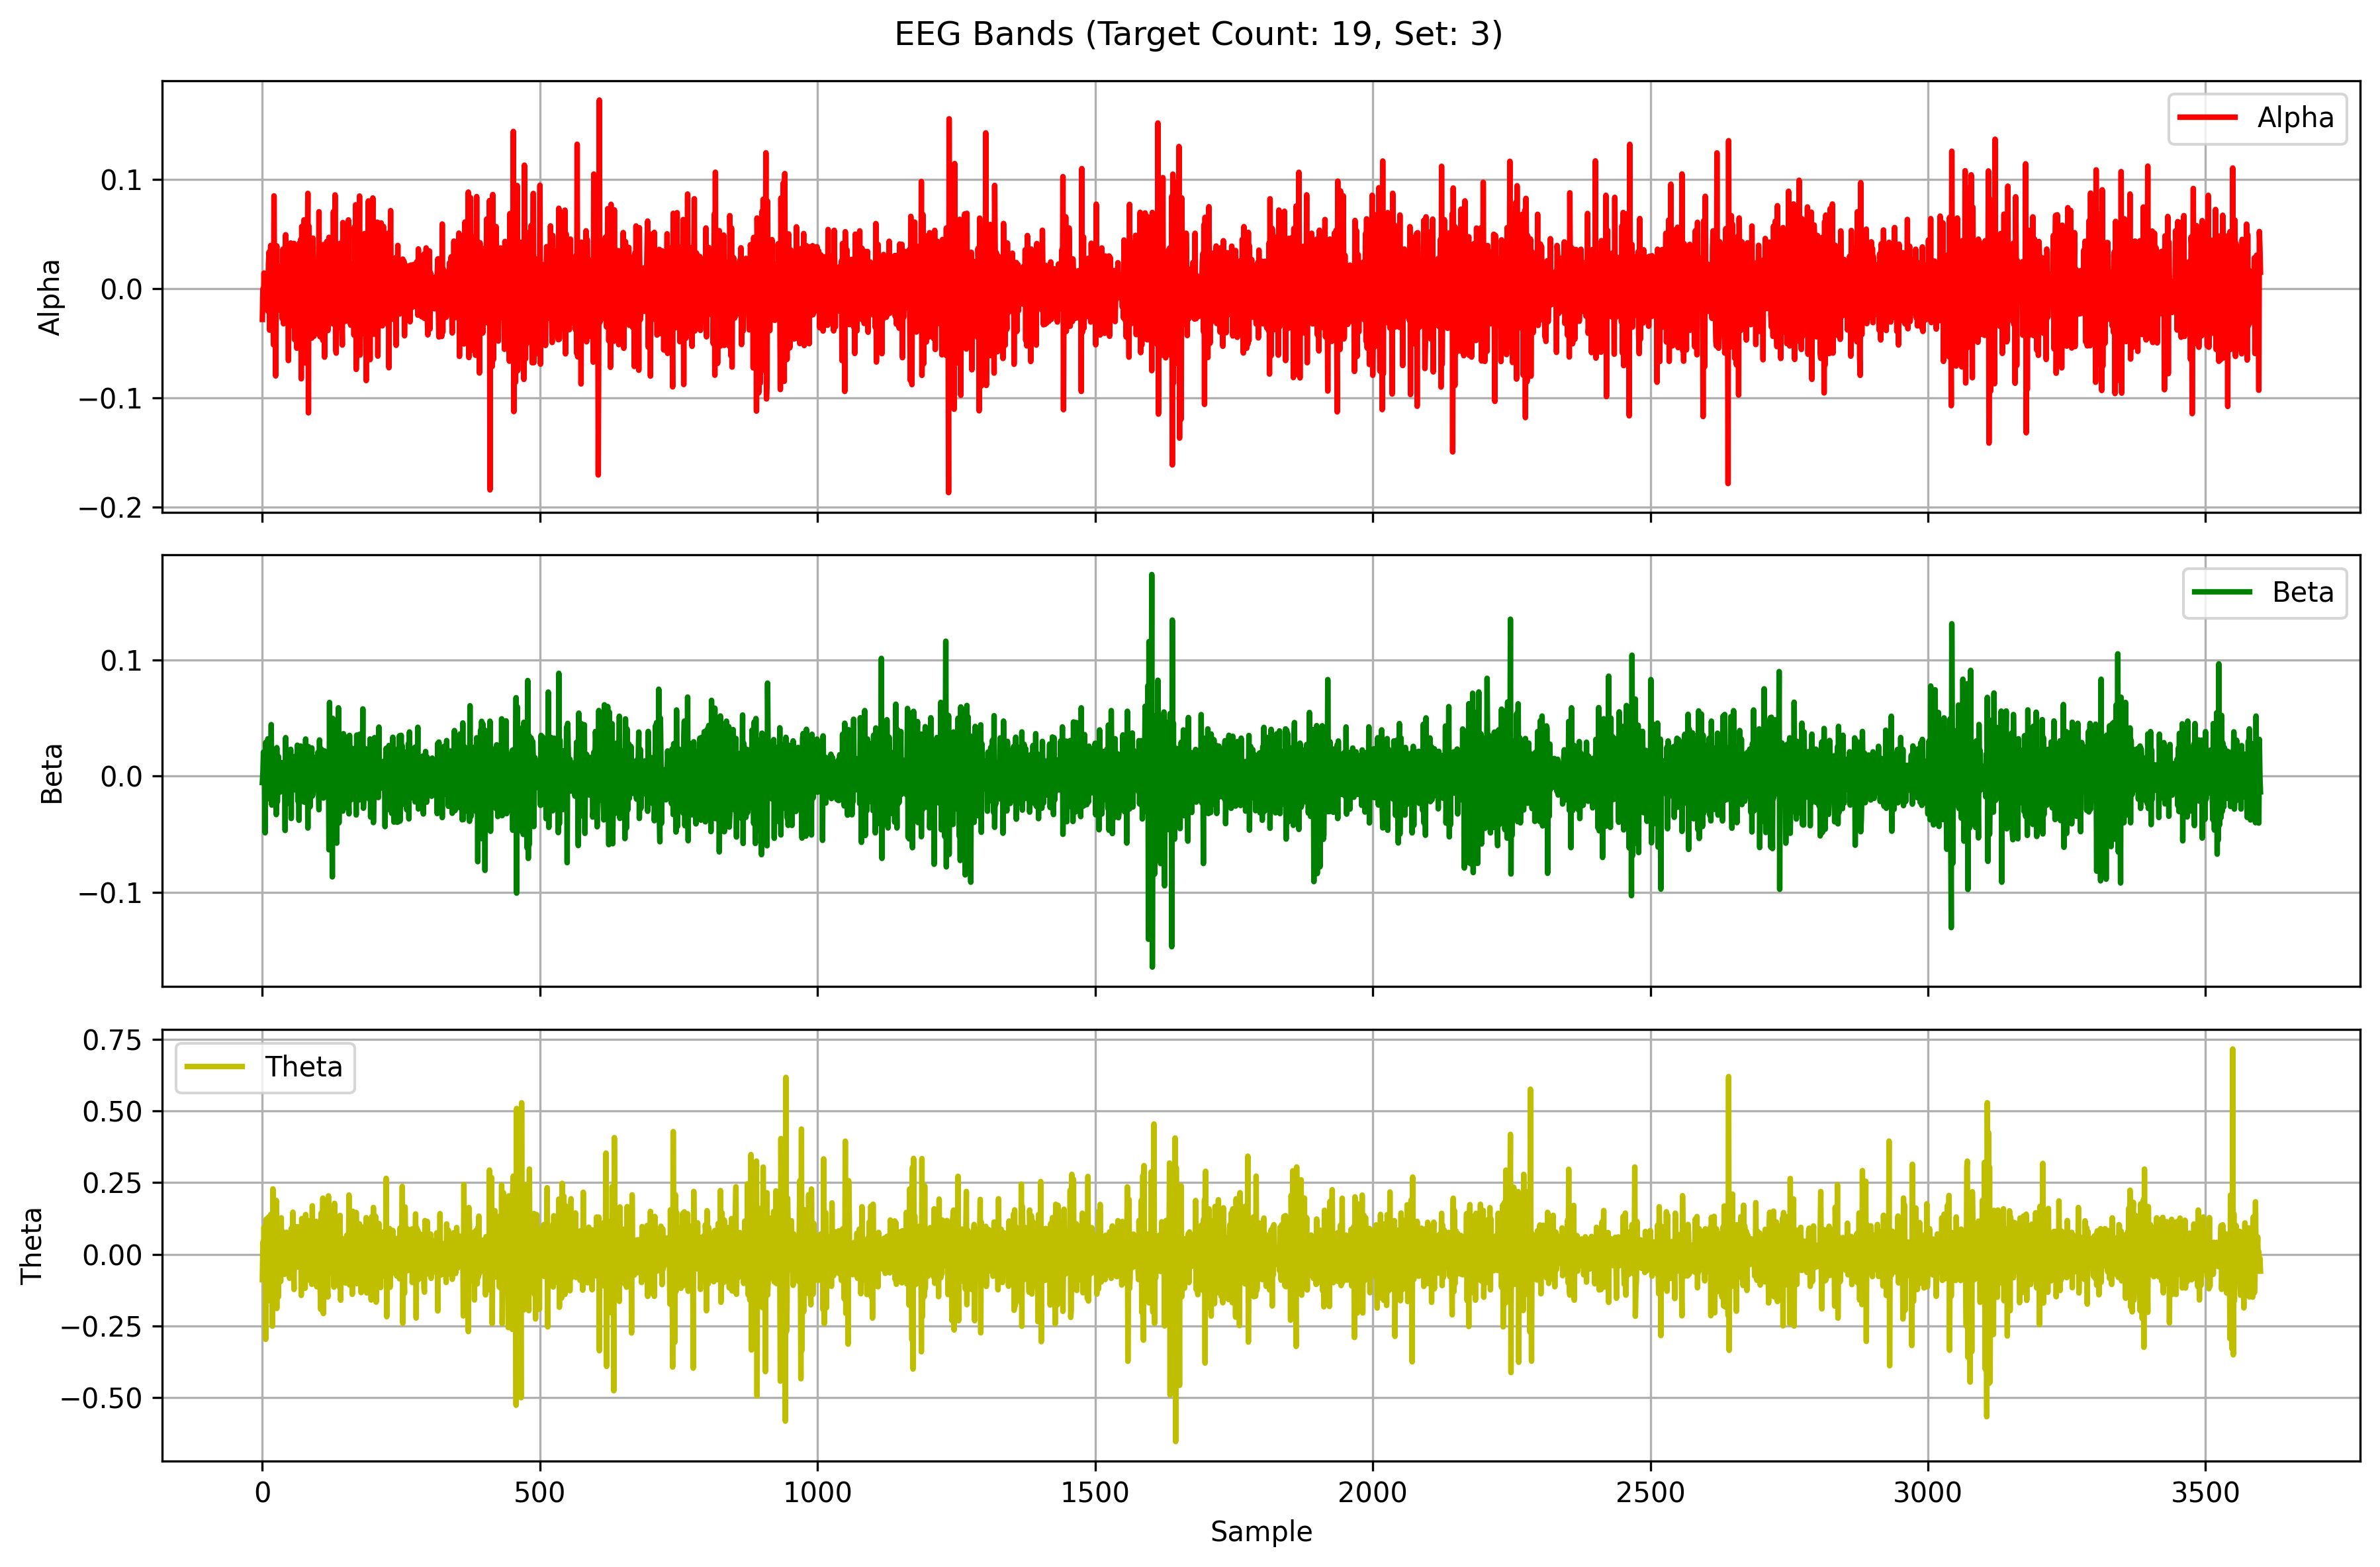 EEG Bands (Target Count: 19, Set: 3)
Alpha
0.1
0.0
−0.1
−0.2
Alpha
Beta
0.1
0.0
−0.1
Beta
Theta
0.75
0.50
0.25
0.00
−0.25
−0.50
Theta
0 500 1000 1500 2000 2500 3000 3500
Sample